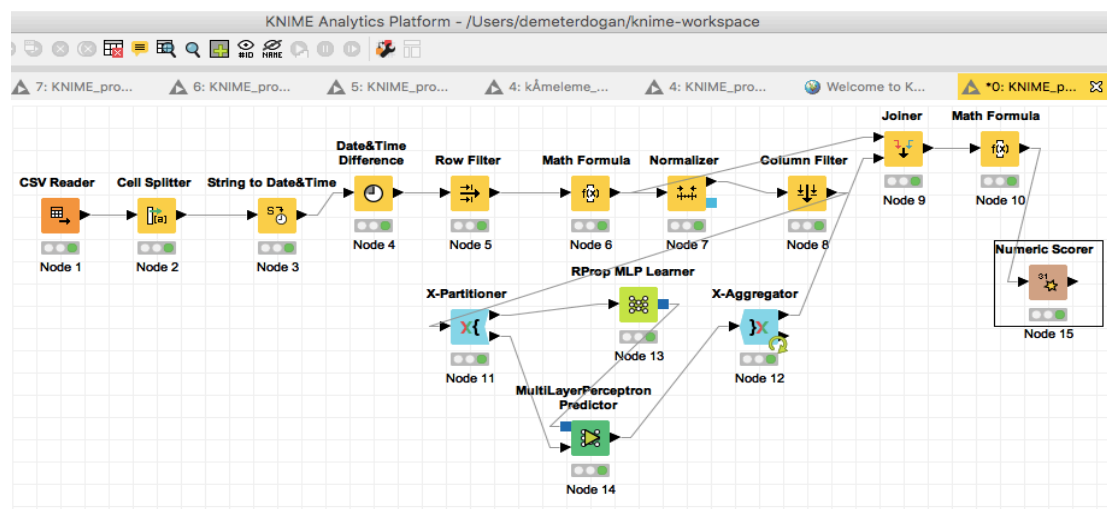 KNIME Analytics Platform - /Users/demeterdogan/knime-workspace
#ID NAME
7: KNIME_pro... 6: KNIME_pro... 5: KNIME_pro... 4: kÅmeleme_... 4: KNIME_pro... Welcome to K... *0: KNIME_p...
Joiner Math Formula
Date&Time
Difference Row Filter Math Formula Normalizer Column Filter
CSV Reader Cell Splitter String to Date&Time
Node 9 Node 10
Node 4 Node 5 Node 6 Node 7 Node 8
Node 1 Node 2 Node 3
Numeric Scorer
RProp MLP Learner
X-Partitioner X-Aggregator
Node 15
Node 13
Node 11 Node 12
MultiLayerPerceptron
Predictor
Node 14